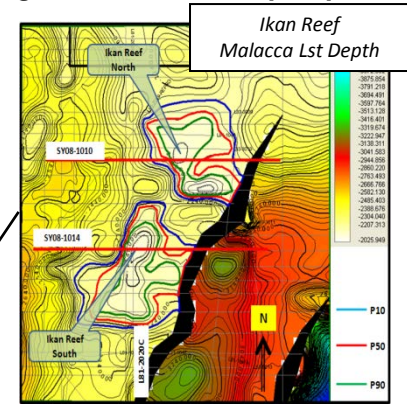 Ikan Reef
Malacca Lst Depth
Ikan Reef
North
-3875.854
-3791.218
-3694.491
-3597.764
-3513.128
-3416.401
-3319.674
-3222.947
-3138.311
-3041.583
-2944.856
-2860.220
-2763.493
-2666.766
-2582.130
-2485.403
-2388.676
-2304.040
-2207.313
-2025.949
SY08-1010
SY08-1014
Ikan Reef
South
L81-2020C
N
P10
P50
P90